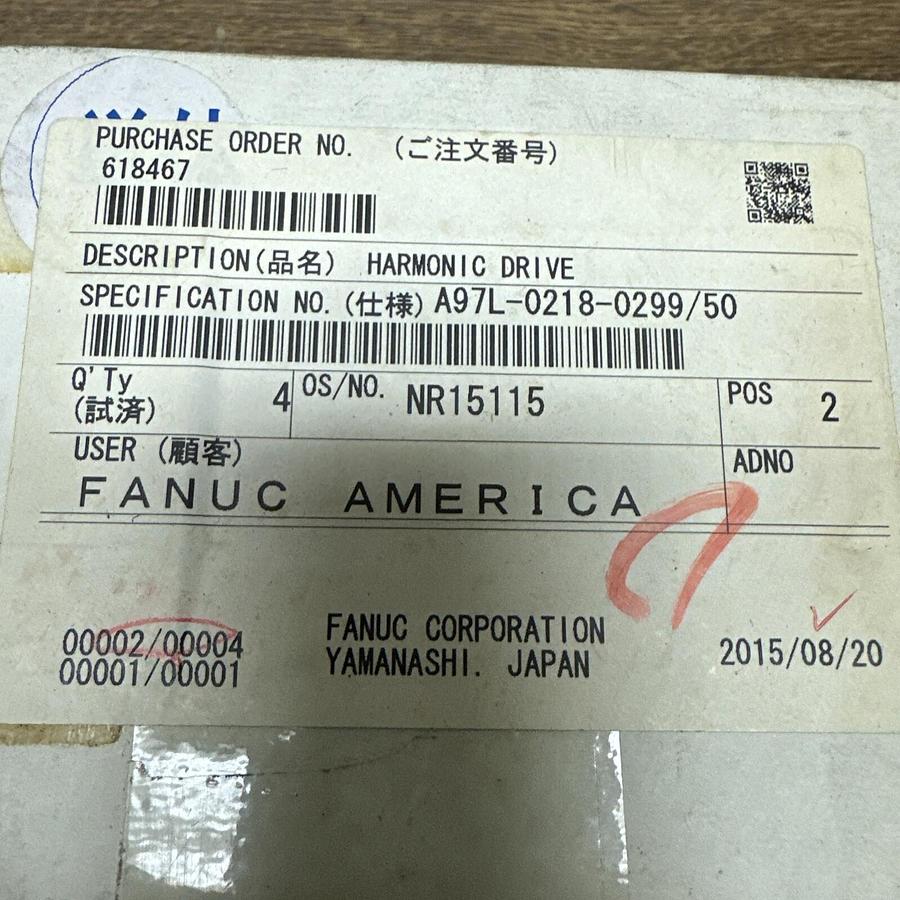 PURCHASE ORDER NO. (ご注文番号)
618467
DESCRIPTION(品名) HARMONIC DRIVE
SPECIFICATION NO.(仕様) A97L-0218-0299/50
Q'Ty 4 OS/NO. NR15115 POS 2
(試済)
USER (顧客) ADNO
FANUC AMERICA
00002/00004 FANUC CORPORATION 2015/08/20
00001/00001 YAMANASHI. JAPAN